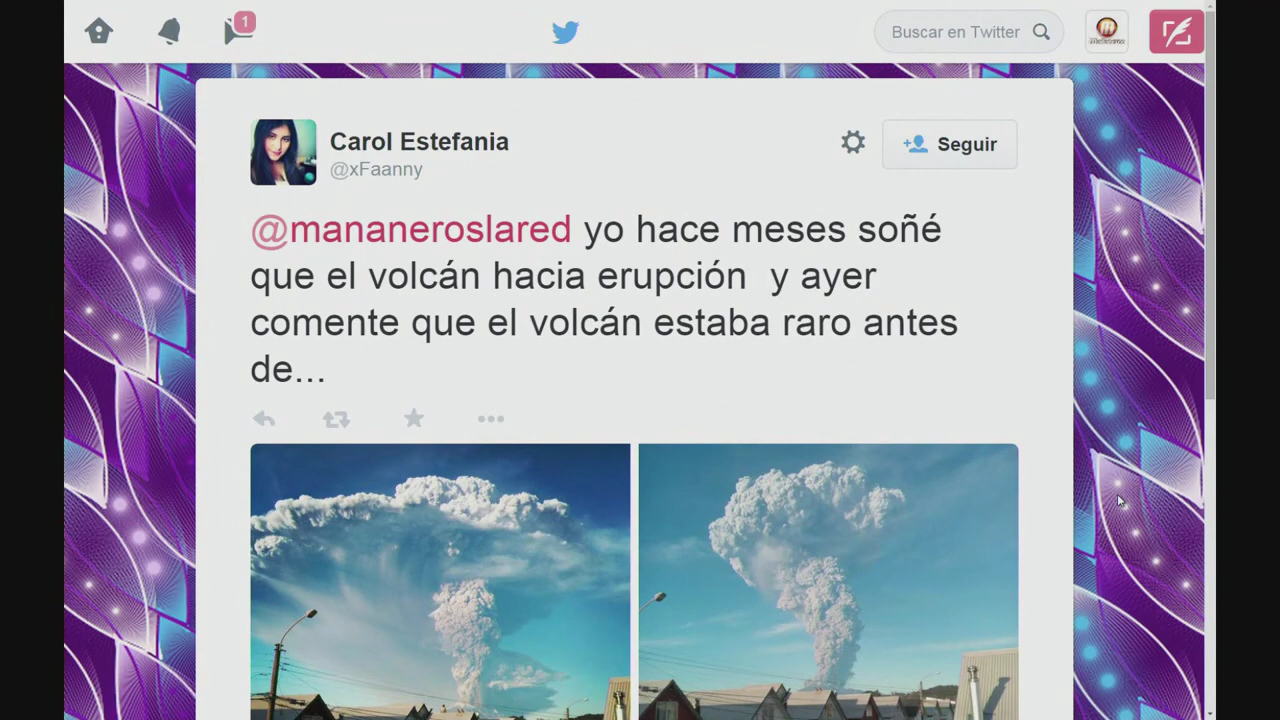 1
Buscar en Twitter
Carol Estefania
@xFaanny
Seguir
@mananeroslared yo hace meses soñé
que el volcán hacia erupción y ayer
comente que el volcán estaba raro antes
de...